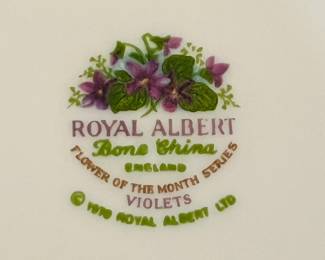 ROYAL ALBERT
Bone China
ENGLAND
FLOWER OF THE MONTH SERIES
VIOLETS
© 1970 ROYAL ALBERT LTD